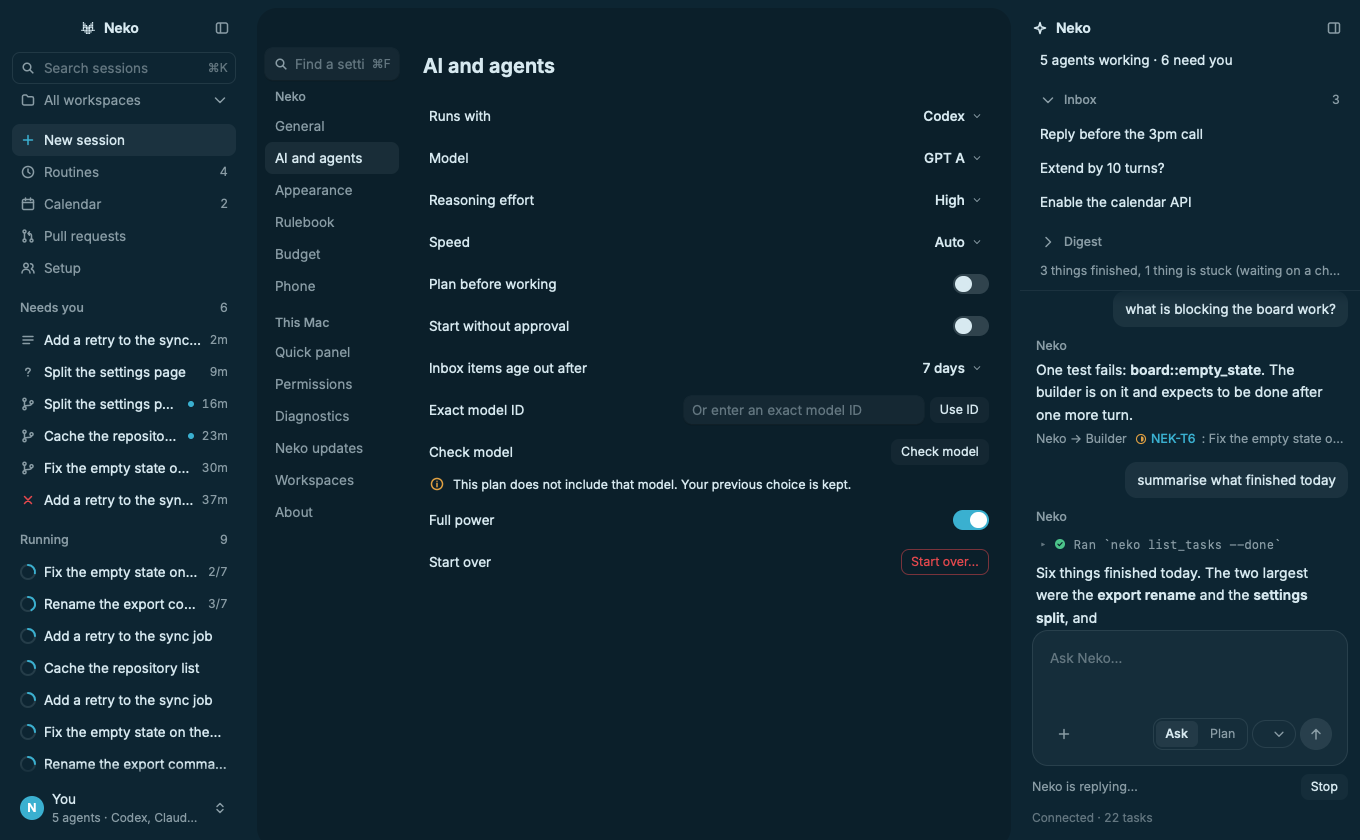 Neko
Search sessions ⌘K
All workspaces
New session
Routines 4
Calendar 2
Pull requests
Setup
Needs you 6
Add a retry to the sync... 2m
Split the settings page 9m
Split the settings p... 16m
Cache the reposito... 23m
Fix the empty state o... 30m
Add a retry to the syn... 37m
Running 9
Fix the empty state on... 2/7
Rename the export co... 3/7
Add a retry to the sync job
Cache the repository list
Add a retry to the sync job
Fix the empty state on the...
Rename the export comma...
N
You
5 agents · Codex, Claud...
Find a setti ⌘F
Neko
General
AI and agents
Appearance
Rulebook
Budget
Phone
This Mac
Quick panel
Permissions
Diagnostics
Neko updates
Workspaces
About
AI and agents
Runs with Codex
Model GPT A
Reasoning effort High
Speed Auto
Plan before working
Start without approval
Inbox items age out after 7 days
Exact model ID Or enter an exact model ID Use ID
Check model Check model
This plan does not include that model. Your previous choice is kept.
Full power
Start over Start over...
Neko
5 agents working · 6 need you
Inbox 3
Reply before the 3pm call
Extend by 10 turns?
Enable the calendar API
Digest
3 things finished, 1 thing is stuck (waiting on a ch...
what is blocking the board work?
Neko
One test fails: board::empty_state. The
builder is on it and expects to be done after
one more turn.
Neko → Builder NEK-T6 : Fix the empty state o...
summarise what finished today
Neko
Ran `neko list_tasks --done`
Six things finished today. The two largest
were the export rename and the settings
split, and
Ask Neko...
Ask Plan
Neko is replying... Stop
Connected · 22 tasks